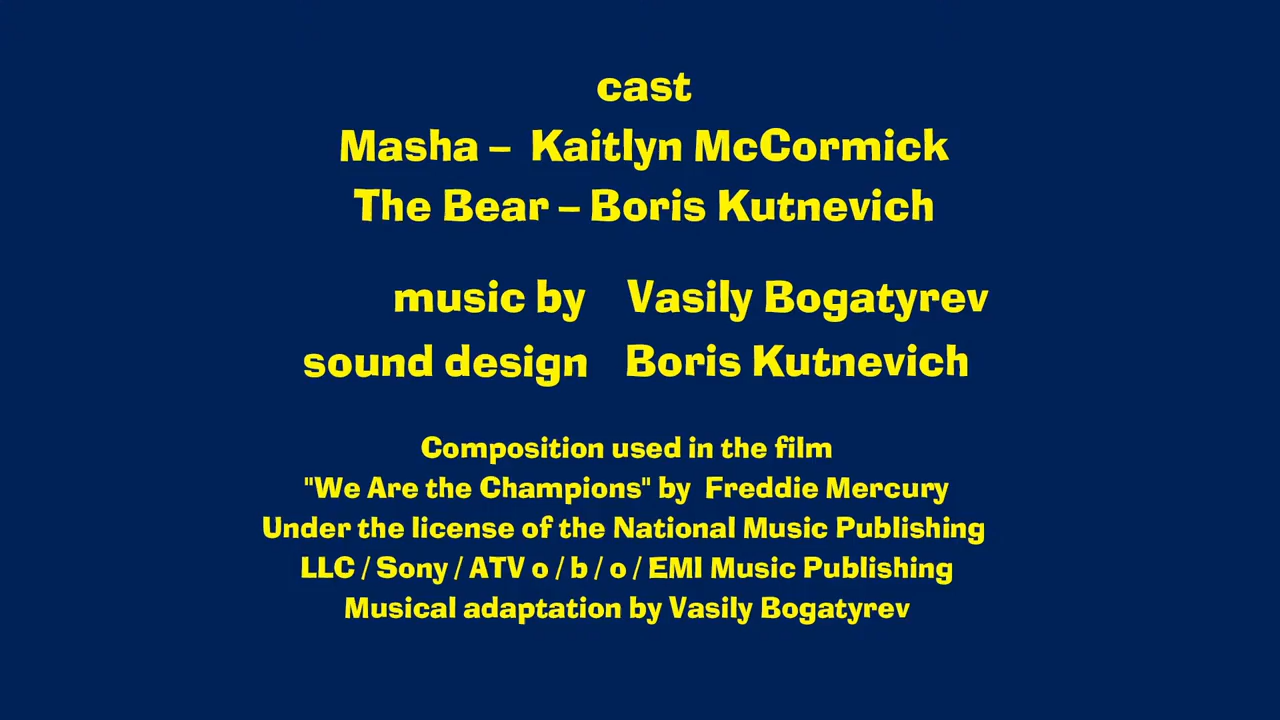 cast
Masha – Kaitlyn McCormick
The Bear – Boris Kutnevich
music by Vasily Bogatyrev
sound design Boris Kutnevich
Composition used in the film
"We Are the Champions" by Freddie Mercury
Under the license of the National Music Publishing
LLC / Sony / ATV o / b / o / EMI Music Publishing
Musical adaptation by Vasily Bogatyrev